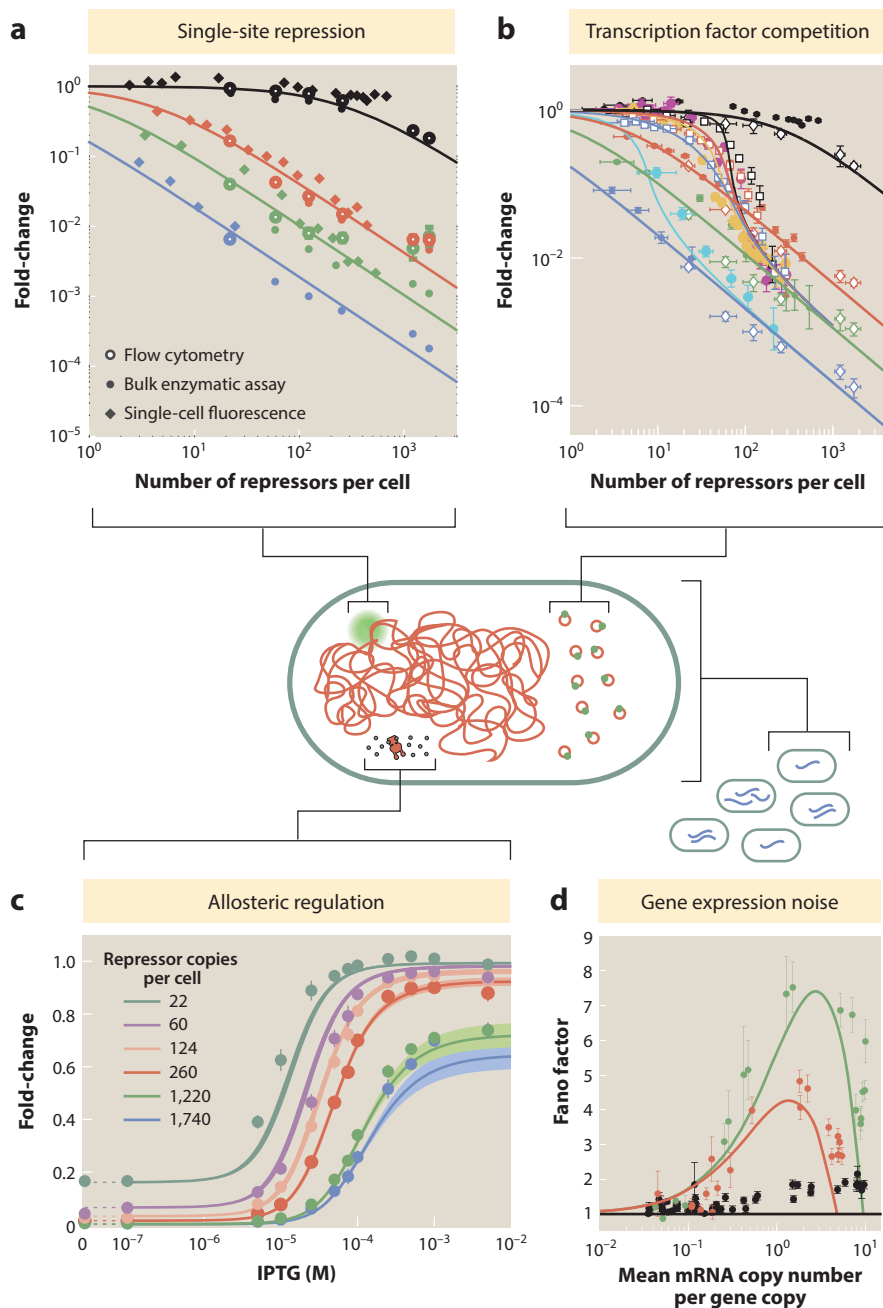 a
Single-site repression
Fold-change
10^0
10^-1
10^-2
10^-3
10^-4
10^-5
Flow cytometry
Bulk enzymatic assay
Single-cell fluorescence
10^0
10^1
10^2
10^3
Number of repressors per cell
b
Transcription factor competition
Fold-change
10^0
10^-2
10^-4
10^0
10^1
10^2
10^3
Number of repressors per cell
c
Allosteric regulation
Fold-change
1.0
0.8
0.6
0.4
0.2
0
Repressor copies
per cell
22
60
124
260
1,220
1,740
0
10^-7
10^-6
10^-5
10^-4
10^-3
10^-2
IPTG (M)
d
Gene expression noise
Fano factor
9
8
7
6
5
4
3
2
1
10^-2
10^-1
10^0
10^1
Mean mRNA copy number
per gene copy